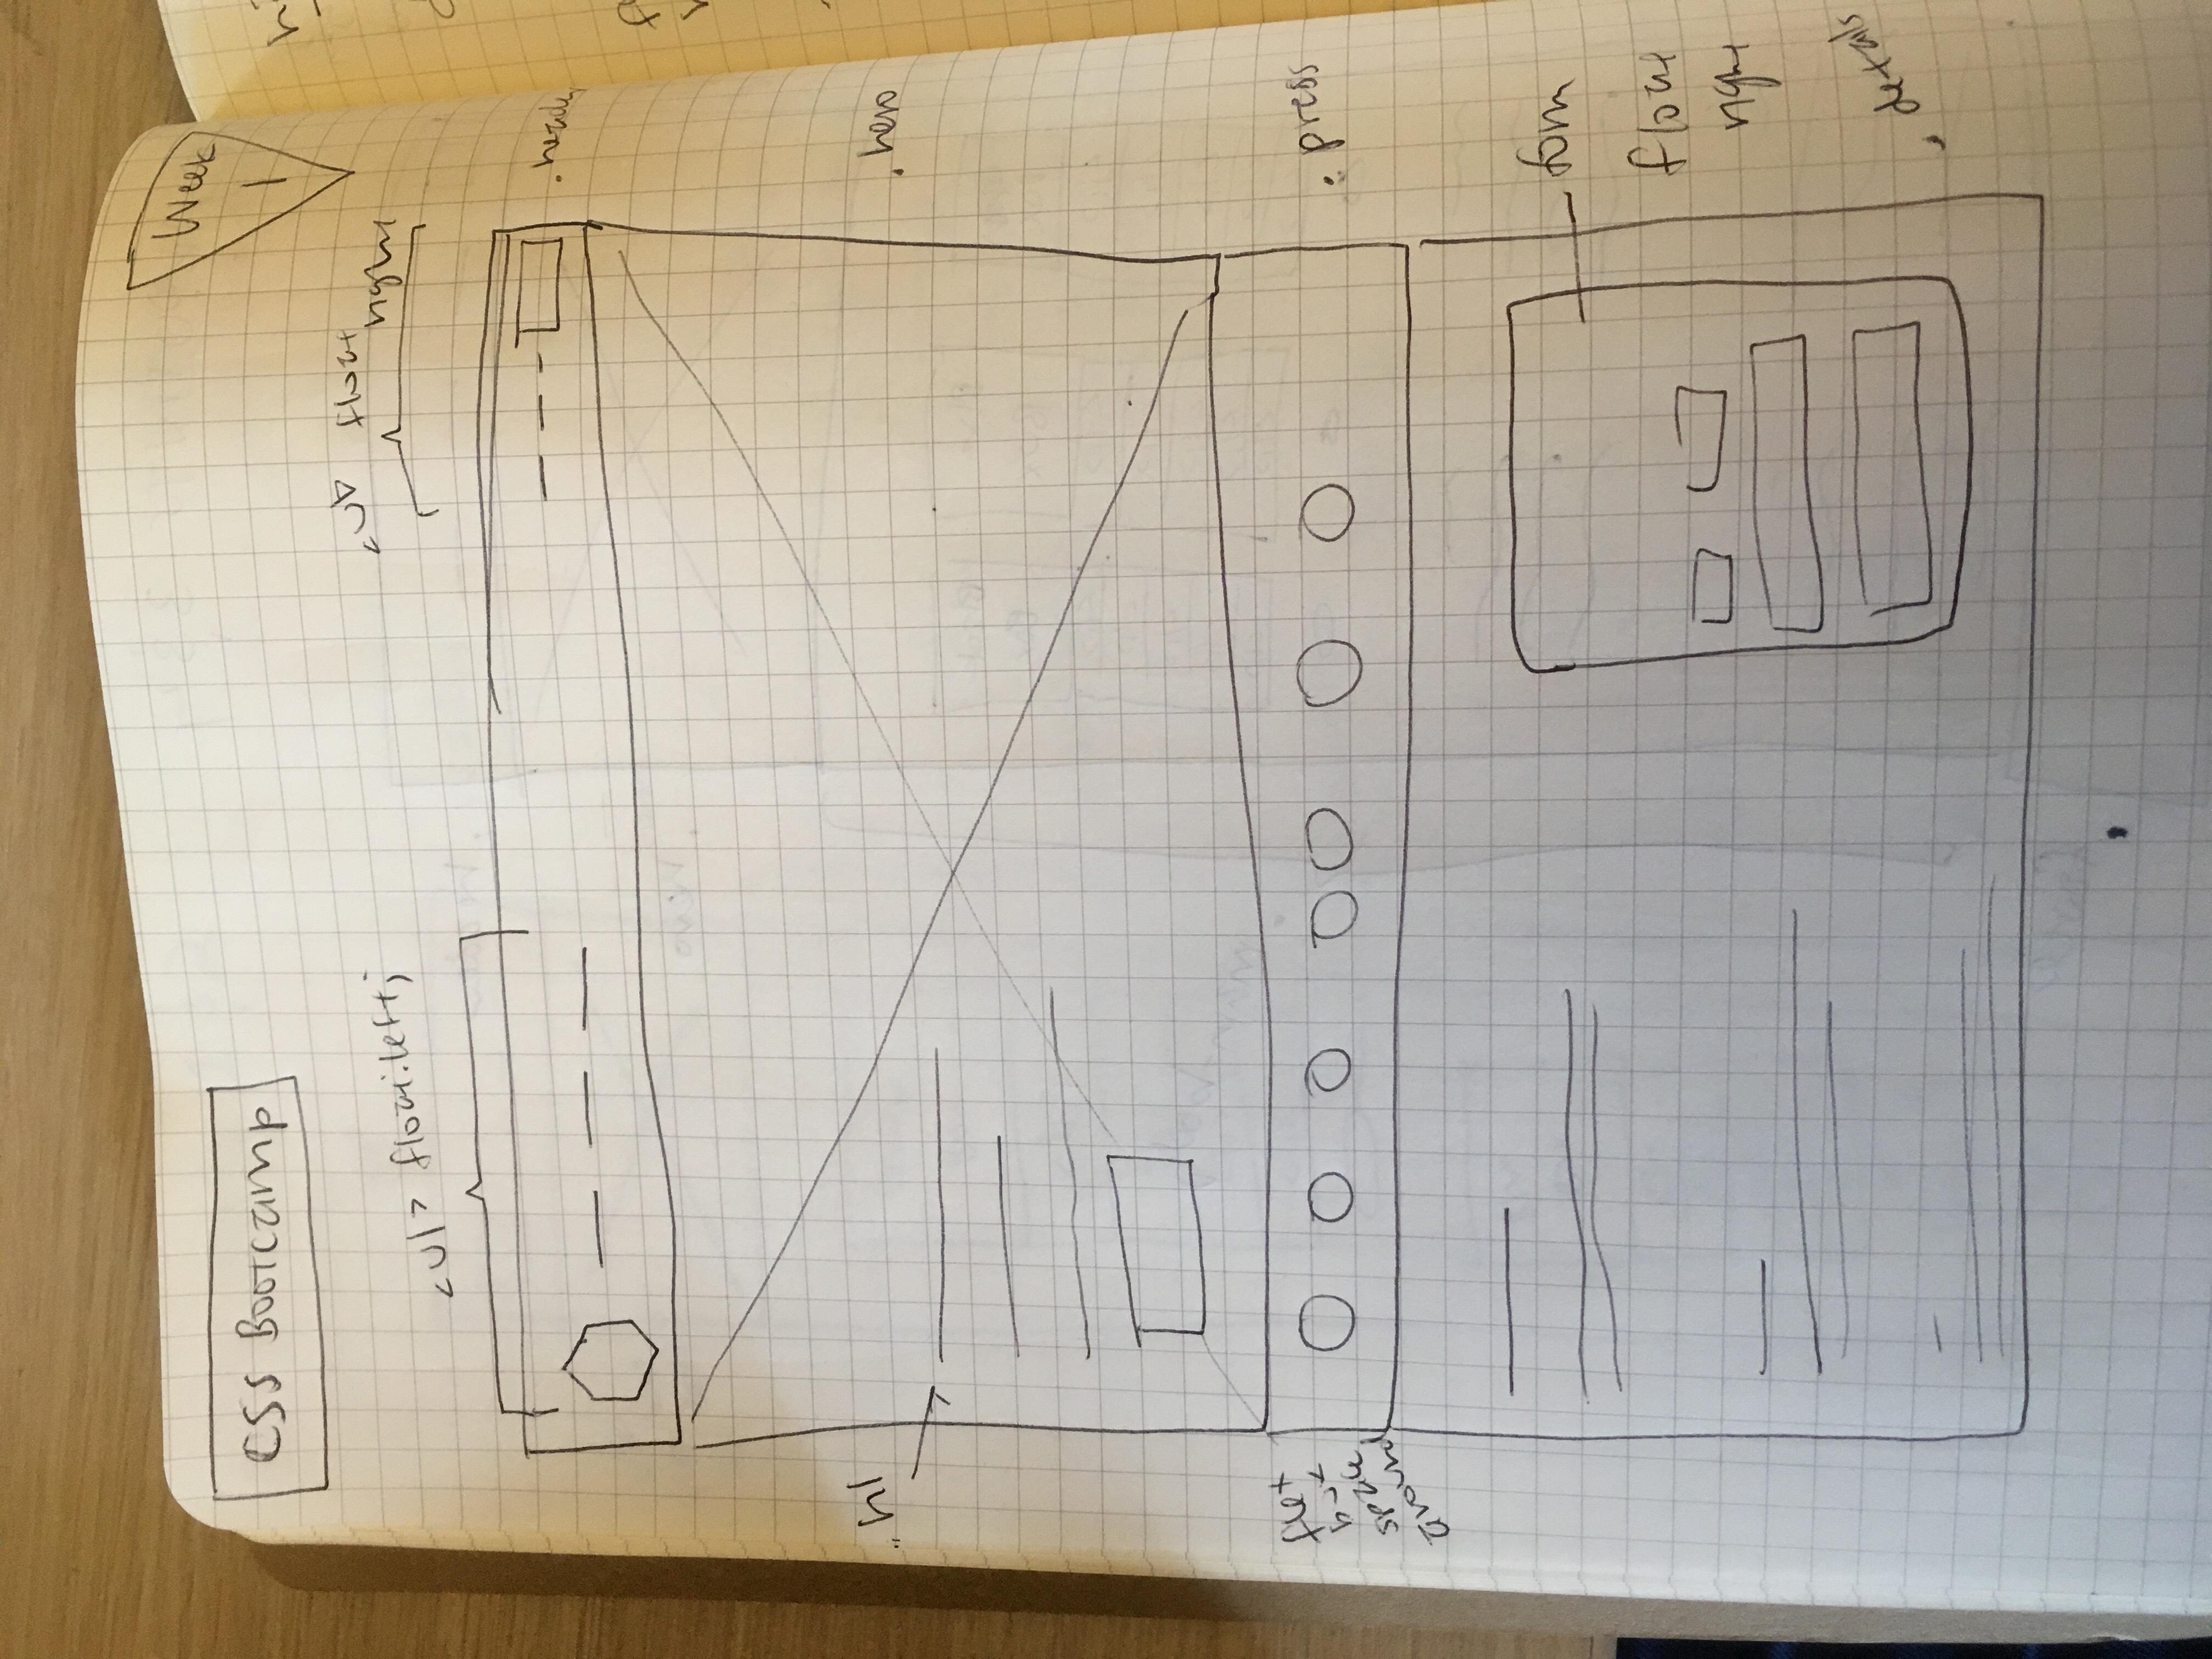 CSS Bootcamp
Week
1
<ul> float:left;
<ul> float
right
.header
.h1
.hero
flex
box
space
around
.press
form
float
right
.details